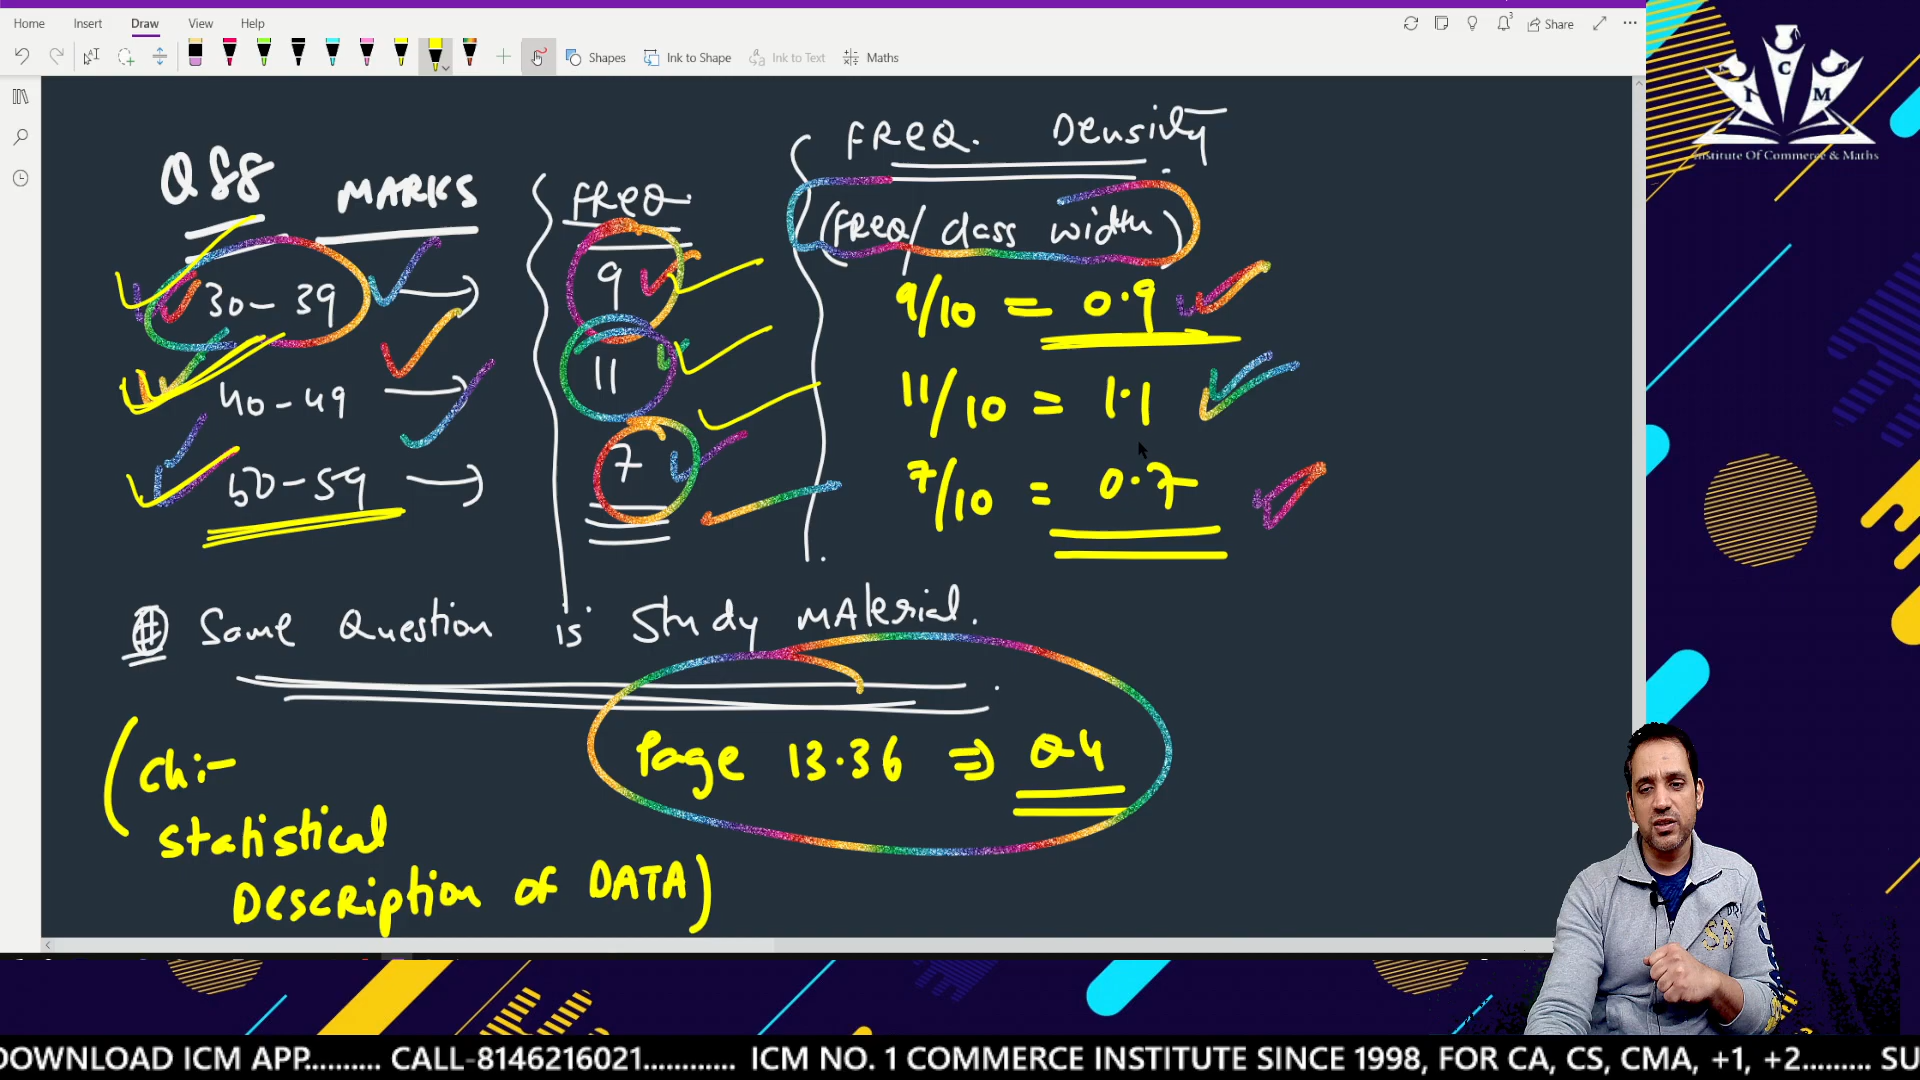 Home Insert Draw View Help
Share
Shapes Ink to Shape Ink to Text Maths
Q88 MARKS FREQ. FREQ. Density
(FREQ/ class width)
30-39 9 9/10 = 0.9
40-49 11 11/10 = 1.1
50-59 7 7/10 = 0.7
# Same Question is Study MAterial.
Page 13.36 ⇒ Q4
(Ch:-
Statistical
Description of DATA)
I C M
Institute Of Commerce & Maths
DOWNLOAD ICM APP.......... CALL-8146216021............ ICM NO. 1 COMMERCE INSTITUTE SINCE 1998, FOR CA, CS, CMA, +1, +2......... SU